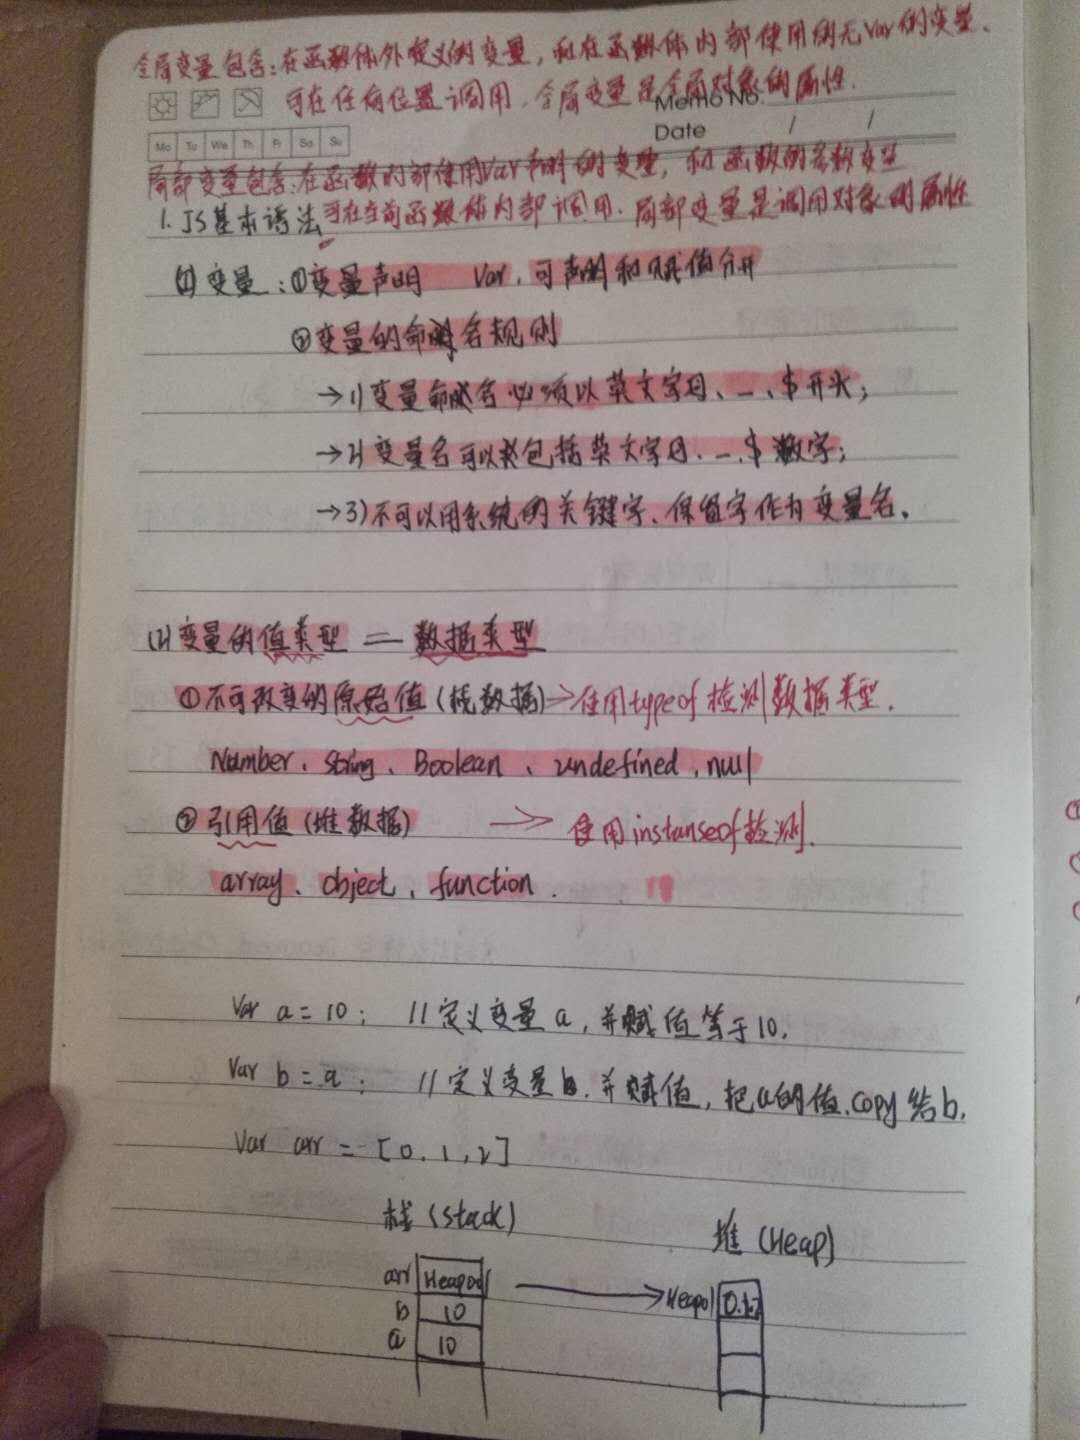 全局变量包含：在函数体外定义的变量，和在函数体内部使用的无Var的变量．
可在任何位置调用．全局变量是全局对象的属性．
Memo No.
Mo Tu We Th Fr Sa Su
Date / /
局部变量包含：在函数内部使用Var声明的变量，和函数的参数变量
可在当前函数体内部调用．局部变量是调用对象的属性
1. JS基本语法
(1) 变量：①变量声明 Var，可声明和赋值分开
②变量的命名规则
→1)变量命名必须以英文字母、_、$开头；
→2)变量名可以包括英文字母、_、$ 数字；
→3)不可以用系统的关键字、保留字作为变量名．
(2)变量的值类型 — 数据类型
①不可改变的原始值(栈数据)→使用typeof检测数据类型．
Number、String、Boolean、undefined，null
②引用值(堆数据) → 使用instanseof检测．
array、object，function．
Var a = 10； //定义变量a，并赋值等于10．
Var b = a； //定义变量b．并赋值，把a的值．copy给b．
Var arr = [0，1，2]
栈(Stack)
堆(Heap)
arr Heap01 → Heap01 0.1.2
b 10
a 10